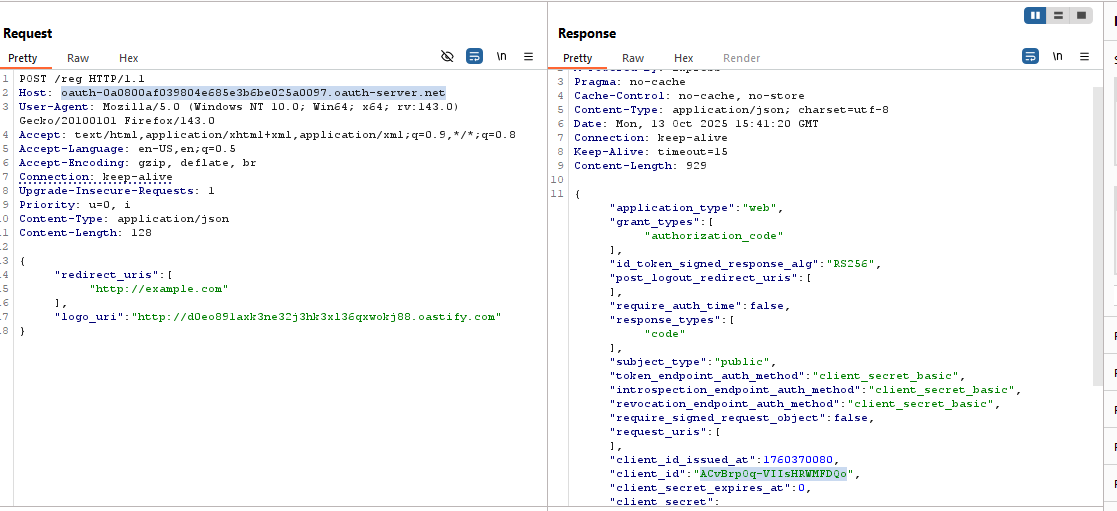 Request
Pretty Raw Hex
\n
1 POST /reg HTTP/1.1
2 Host: oauth-0a0800af039804e685e3b6be025a0097.oauth-server.net
3 User-Agent: Mozilla/5.0 (Windows NT 10.0; Win64; x64; rv:143.0)
Gecko/20100101 Firefox/143.0
4 Accept: text/html,application/xhtml+xml,application/xml;q=0.9,*/*;q=0.8
5 Accept-Language: en-US,en;q=0.5
6 Accept-Encoding: gzip, deflate, br
7 Connection: keep-alive
8 Upgrade-Insecure-Requests: 1
9 Priority: u=0, i
0 Content-Type: application/json
1 Content-Length: 128
2
3 {
4 "redirect_uris":[
5 "http://example.com"
6 ],
7 "logo_uri":"http://d0eo891axk3ne32j3hk3xl36qxwokj88.oastify.com"
8 }
Response
Pretty Raw Hex Render
\n
3 Pragma: no-cache
4 Cache-Control: no-cache, no-store
5 Content-Type: application/json; charset=utf-8
6 Date: Mon, 13 Oct 2025 15:41:20 GMT
7 Connection: keep-alive
8 Keep-Alive: timeout=15
9 Content-Length: 929
10
11 {
"application_type":"web",
"grant_types":[
"authorization_code"
],
"id_token_signed_response_alg":"RS256",
"post_logout_redirect_uris":[
],
"require_auth_time":false,
"response_types":[
"code"
],
"subject_type":"public",
"token_endpoint_auth_method":"client_secret_basic",
"introspection_endpoint_auth_method":"client_secret_basic",
"revocation_endpoint_auth_method":"client_secret_basic",
"require_signed_request_object":false,
"request_uris":[
],
"client_id_issued_at":1760370080,
"client_id":"ACvBrpOq-VIIsHRWMFDQo",
"client_secret_expires_at":0,
"client_secret":